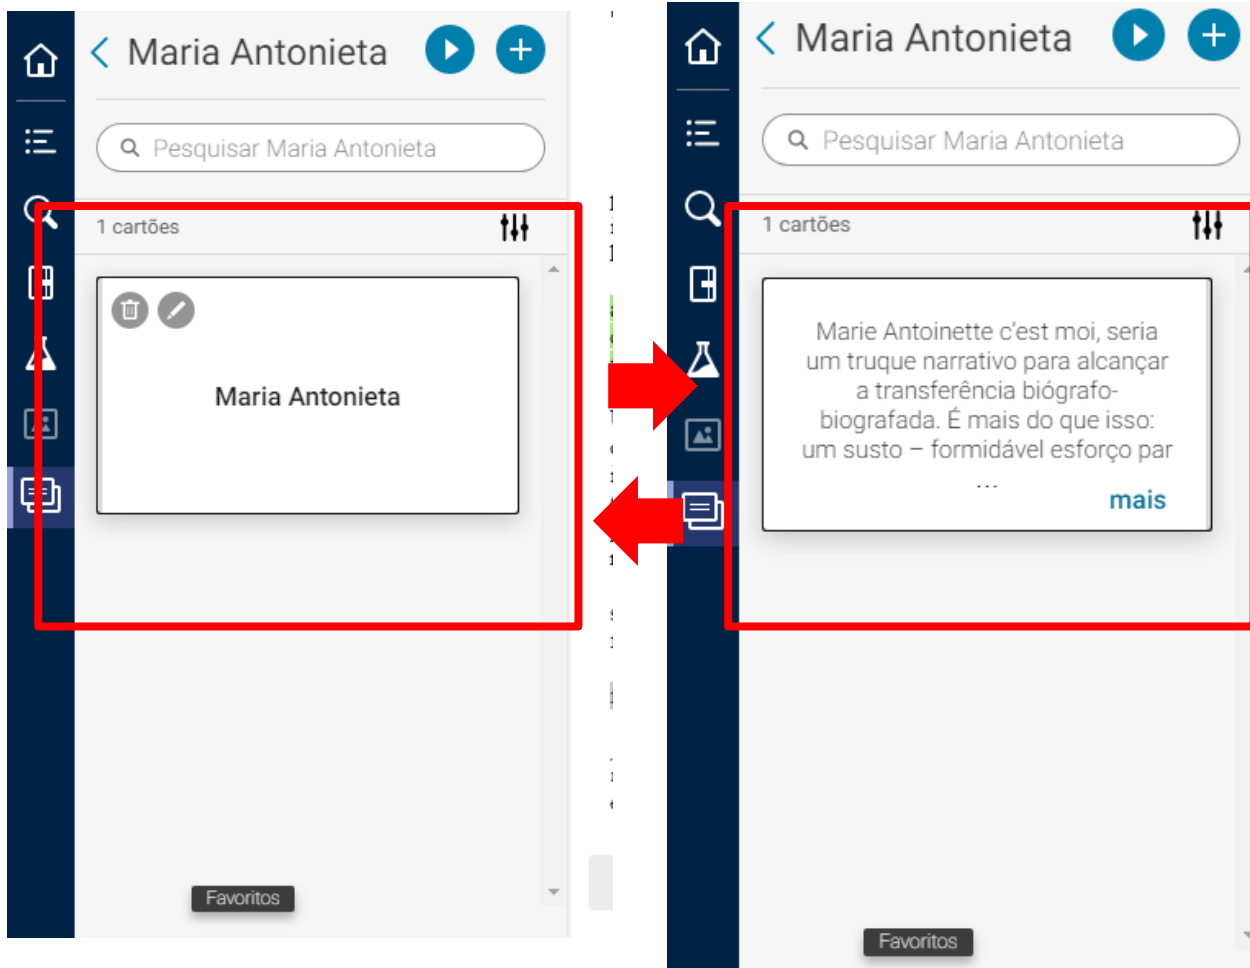 Maria Antonieta
Pesquisar Maria Antonieta
1 cartões
Maria Antonieta
Favoritos
Maria Antonieta
Pesquisar Maria Antonieta
1 cartões
Marie Antoinette c’est moi, seria
um truque narrativo para alcançar
a transferência biógrafo-
biografada. É mais do que isso:
um susto – formidável esforço par
...
mais
Favoritos